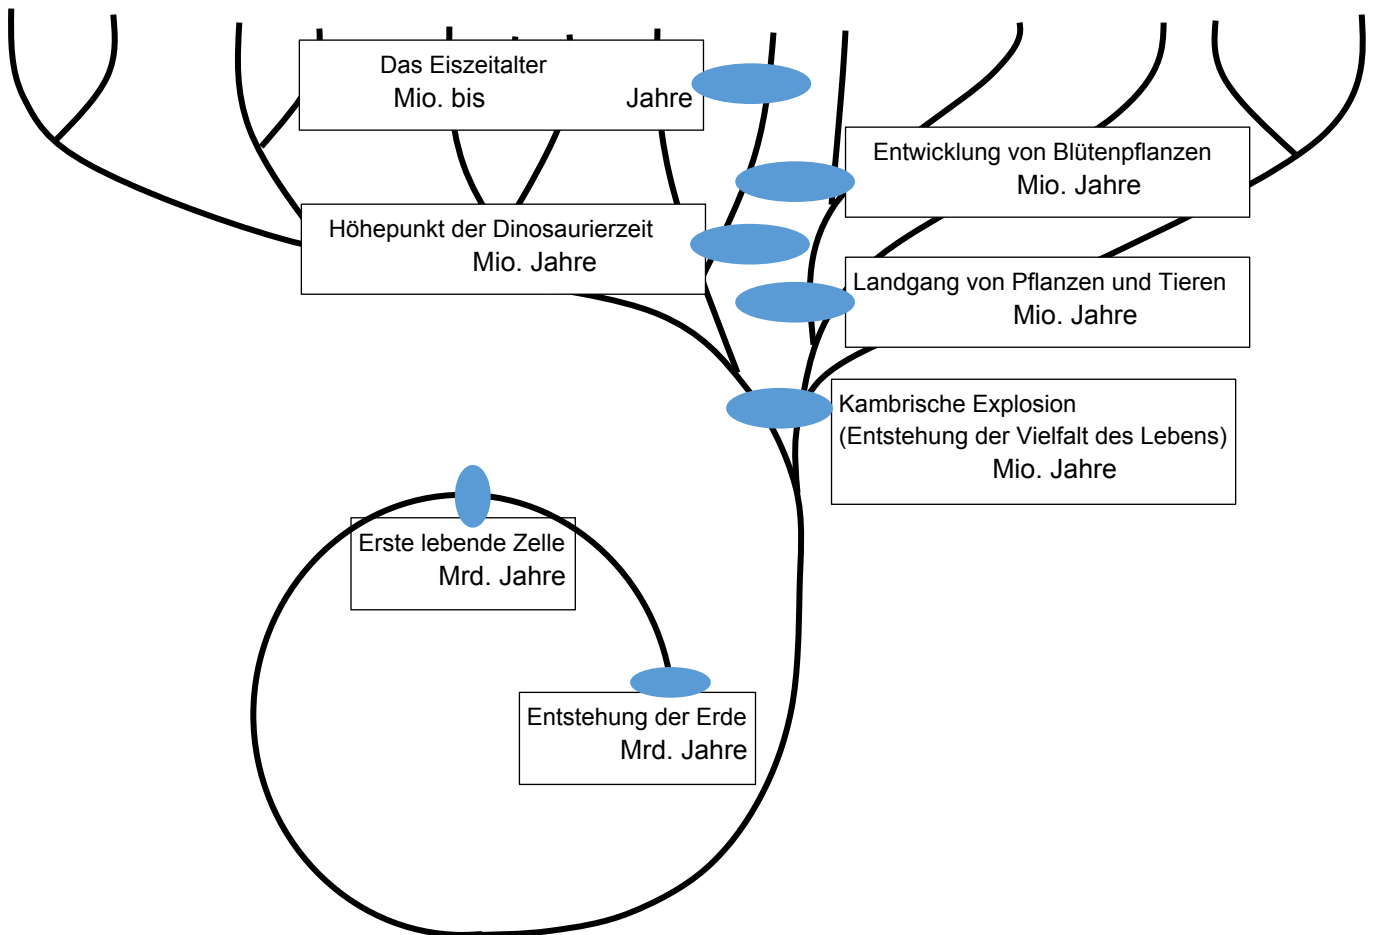 Das Eiszeitalter
Mio. bis Jahre
Entwicklung von Blütenpflanzen
Mio. Jahre
Höhepunkt der Dinosaurierzeit
Mio. Jahre
Landgang von Pflanzen und Tieren
Mio. Jahre
Kambrische Explosion
(Entstehung der Vielfalt des Lebens)
Mio. Jahre
Erste lebende Zelle
Mrd. Jahre
Entstehung der Erde
Mrd. Jahre